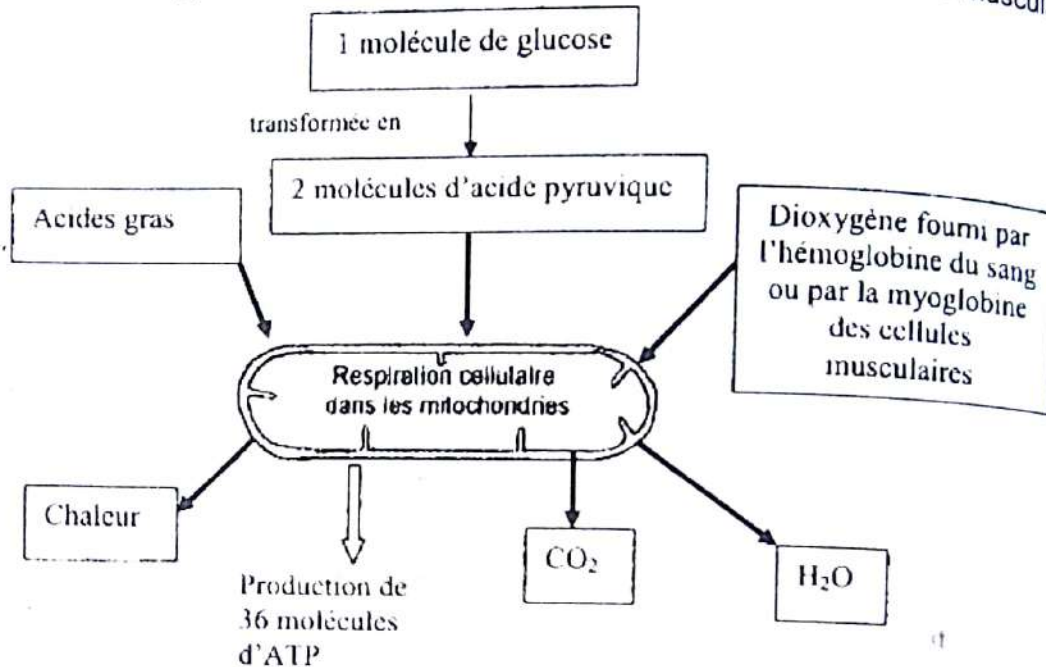 1 molécule de glucose
transformée en
2 molécules d'acide pyruvique
Acides gras
Dioxygène fourni par
l'hémoglobine du sang
ou par la myoglobine
des cellules
musculaires
Respiration cellulaire
dans les mitochondries
Chaleur
Production de
36 molécules
d'ATP
CO₂
H₂O